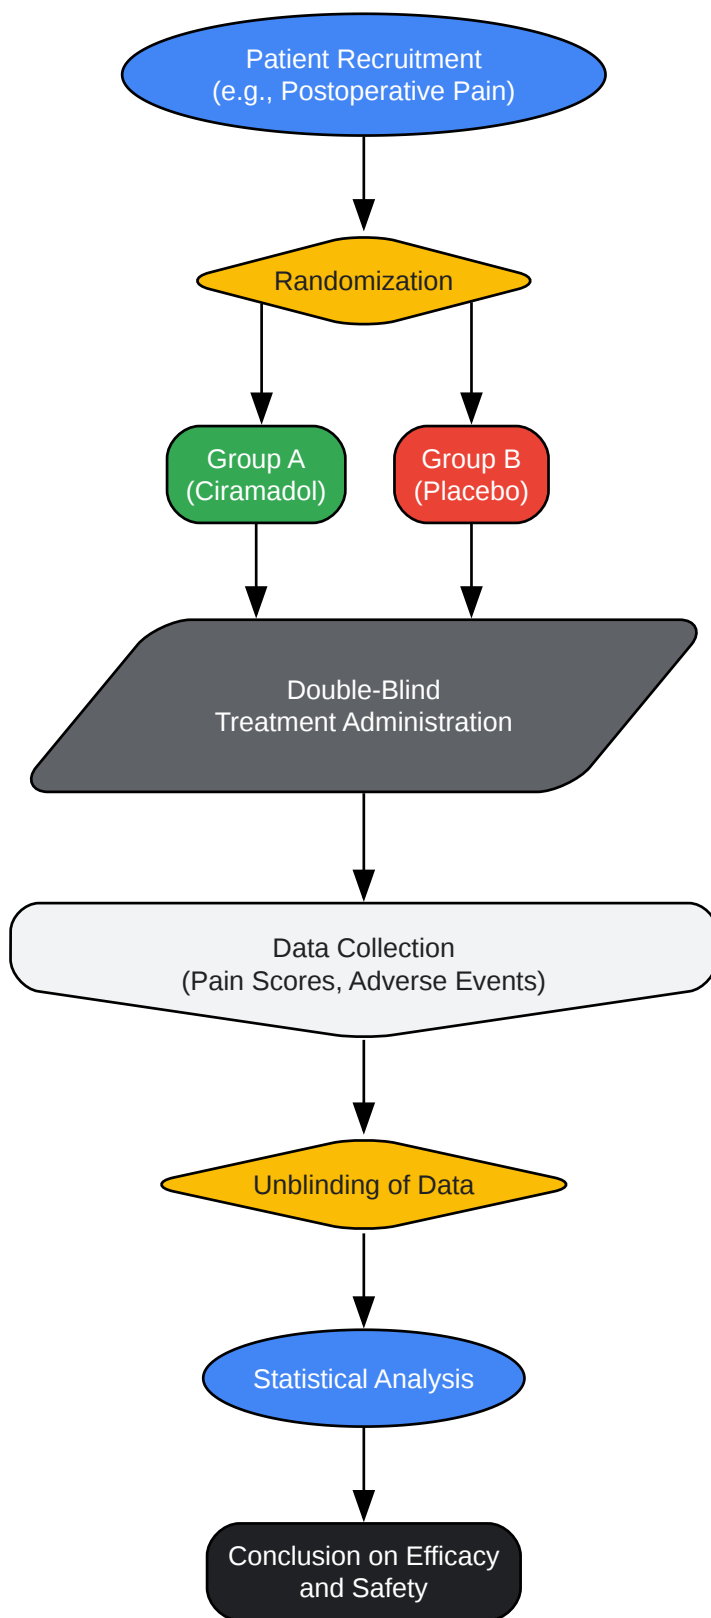 Patient Recruitment
(e.g., Postoperative Pain)
Randomization
Group A
(Ciramadol)
Group B
(Placebo)
Double-Blind
Treatment Administration
Data Collection
(Pain Scores, Adverse Events)
Unblinding of Data
Statistical Analysis
Conclusion on Efficacy
and Safety